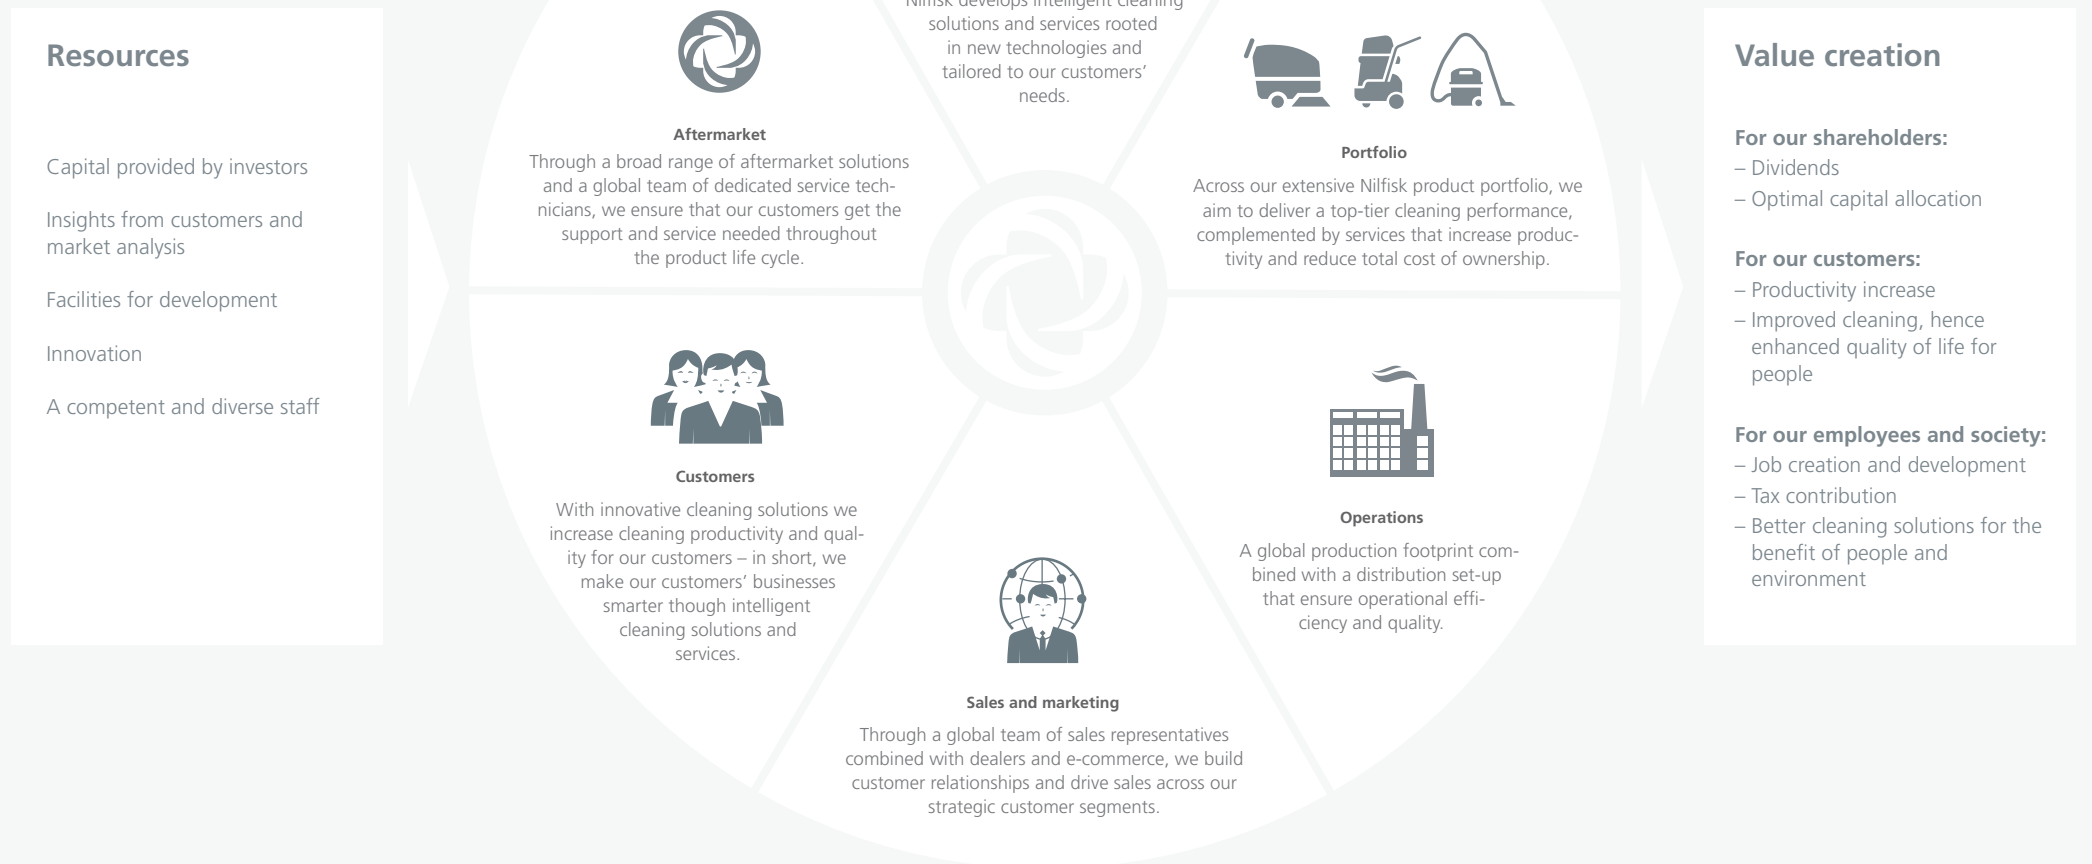 Resources
Capital provided by investors
Insights from customers and
market analysis
Facilities for development
Innovation
A competent and diverse staff
Nilfisk develops intelligent cleaning
solutions and services rooted
in new technologies and
tailored to our customers’
needs.
Aftermarket
Through a broad range of aftermarket solutions
and a global team of dedicated service tech-
nicians, we ensure that our customers get the
support and service needed throughout
the product life cycle.
Portfolio
Across our extensive Nilfisk product portfolio, we
aim to deliver a top-tier cleaning performance,
complemented by services that increase produc-
tivity and reduce total cost of ownership.
Customers
With innovative cleaning solutions we
increase cleaning productivity and qual-
ity for our customers – in short, we
make our customers’ businesses
smarter though intelligent
cleaning solutions and
services.
Operations
A global production footprint com-
bined with a distribution set-up
that ensure operational effi-
ciency and quality.
Sales and marketing
Through a global team of sales representatives
combined with dealers and e-commerce, we build
customer relationships and drive sales across our
strategic customer segments.
Value creation
For our shareholders:
– Dividends
– Optimal capital allocation
For our customers:
– Productivity increase
– Improved cleaning, hence
enhanced quality of life for
people
For our employees and society:
– Job creation and development
– Tax contribution
– Better cleaning solutions for the
benefit of people and
environment